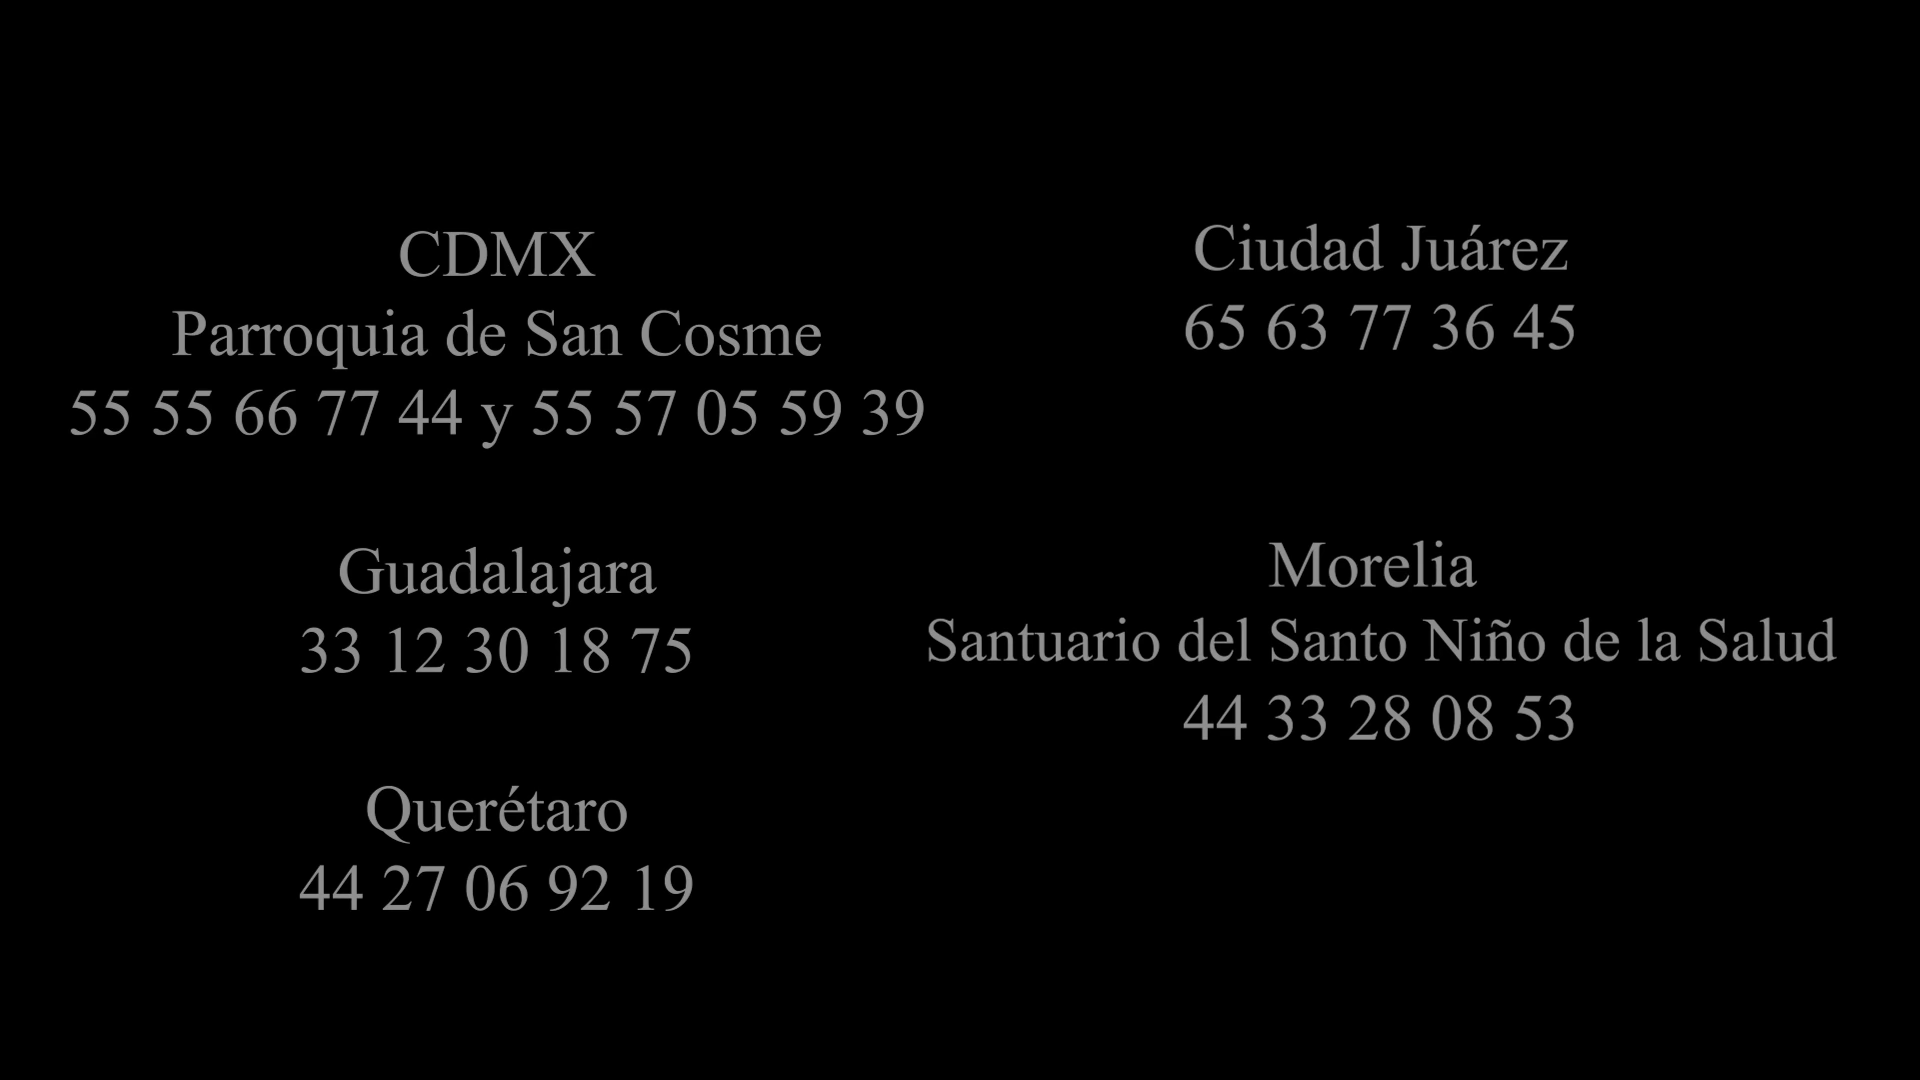 CDMX
Parroquia de San Cosme
55 55 66 77 44 y 55 57 05 59 39
Guadalajara
33 12 30 18 75
Querétaro
44 27 06 92 19
Ciudad Juárez
65 63 77 36 45
Morelia
Santuario del Santo Niño de la Salud
44 33 28 08 53